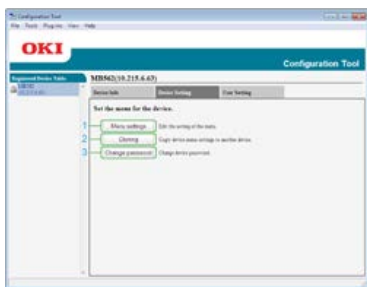 Configuration Tool
File Tools Plug-ins View Help
OKI
Configuration Tool
Registered Device Table
MB562(10.215.6.63)
Device Info Device Setting User Setting
Set the menu for the device.
1 Menu settings Edit the setting of the menu.
2 Cloning Copy device menu settings to another device.
3 Change password Change device password.